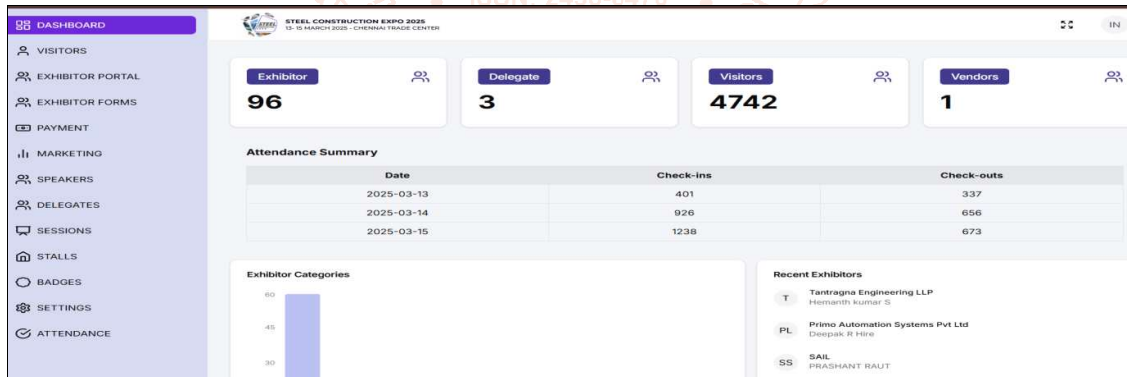 DASHBOARD
VISITORS
EXHIBITOR PORTAL
EXHIBITOR FORMS
PAYMENT
MARKETING
SPEAKERS
DELEGATES
SESSIONS
STALLS
BADGES
SETTINGS
ATTENDANCE
STEEL CONSTRUCTION EXPO 2025
13- 15 MARCH 2025 - CHENNAI TRADE CENTER
IN
Exhibitor
96
Delegate
3
Visitors
4742
Vendors
1
Attendance Summary
Date Check-ins Check-outs
2025-03-13 401 337
2025-03-14 926 656
2025-03-15 1238 673
Exhibitor Categories
60
45
30
Recent Exhibitors
T
Tantragna Engineering LLP
Hemanth kumar S
PL
Primo Automation Systems Pvt Ltd
Deepak R Hire
SS
SAIL
PRASHANT RAUT